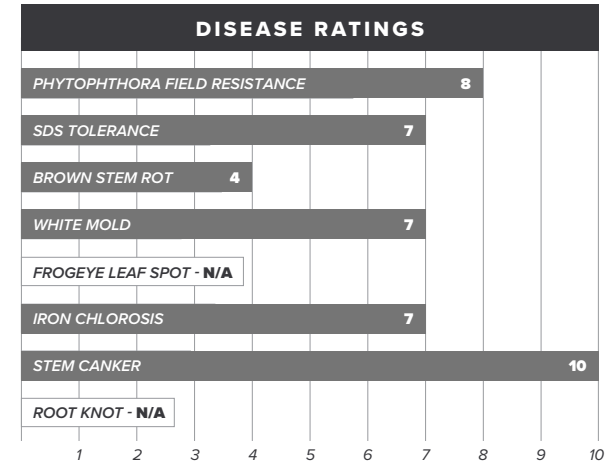 DISEASE RATINGS
PHYTOPHTHORA FIELD RESISTANCE 8
SDS TOLERANCE 7
BROWN STEM ROT 4
WHITE MOLD 7
FROGEYE LEAF SPOT - N/A
IRON CHLOROSIS 7
STEM CANKER 10
ROOT KNOT - N/A
1 2 3 4 5 6 7 8 9 10